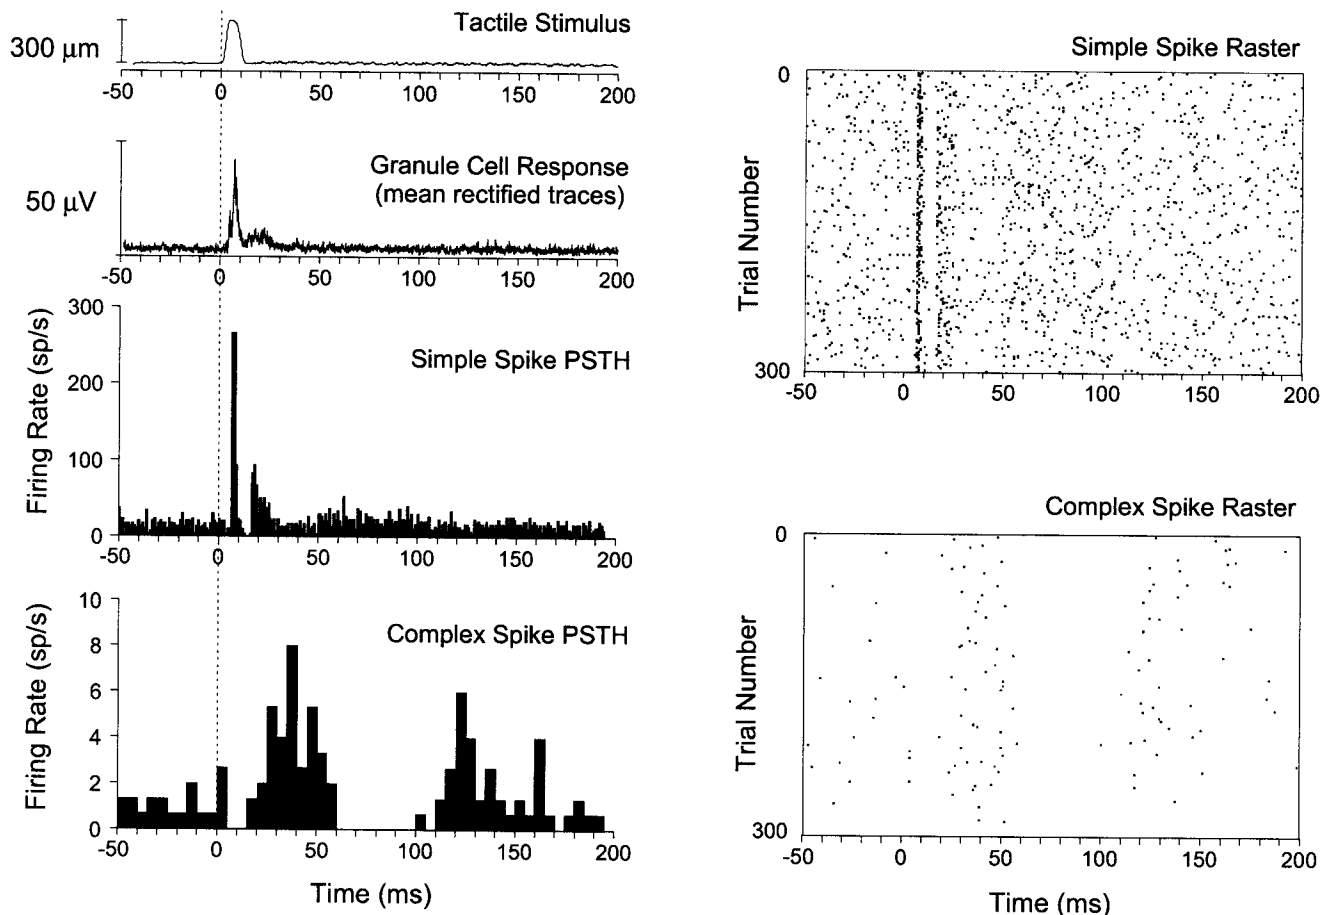 Tactile Stimulus
300 μm
-50 0 50 100 150 200
Granule Cell Response
(mean rectified traces)
50 μV
-50 0 50 100 150 200
Simple Spike PSTH
Firing Rate (sp/s)
300
200
100
0
-50 0 50 100 150 200
Complex Spike PSTH
Firing Rate (sp/s)
10
8
6
4
2
0
-50 0 50 100 150 200
Time (ms)
Simple Spike Raster
Trial Number
0
300
-50 0 50 100 150 200
Complex Spike Raster
Trial Number
0
300
-50 0 50 100 150 200
Time (ms)